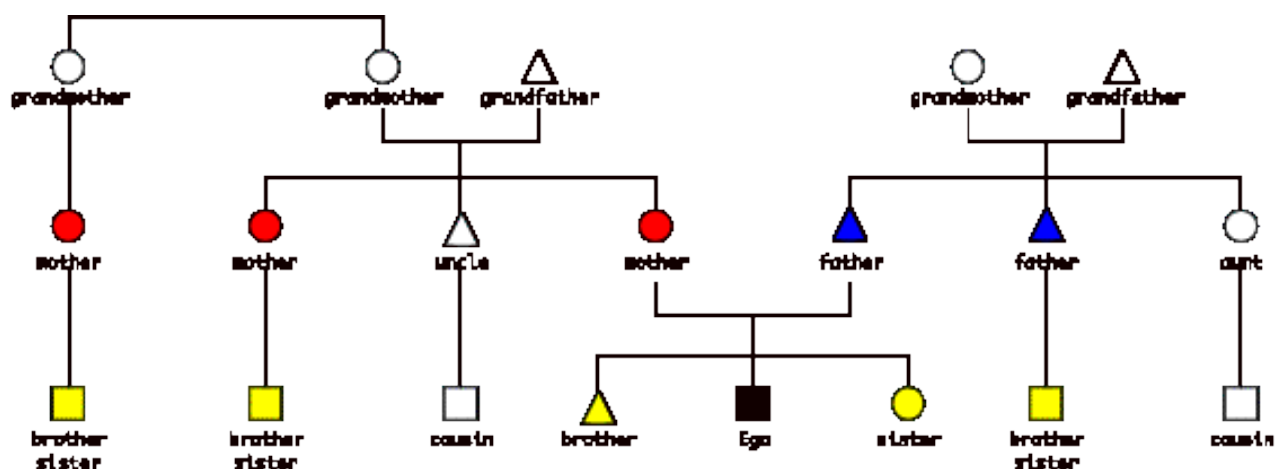 grandmother grandmother grandfather grandmother grandfather
mother mother uncle mother father father aunt
brother brother cousin brother Ego sister brother cousin
sister sister sister